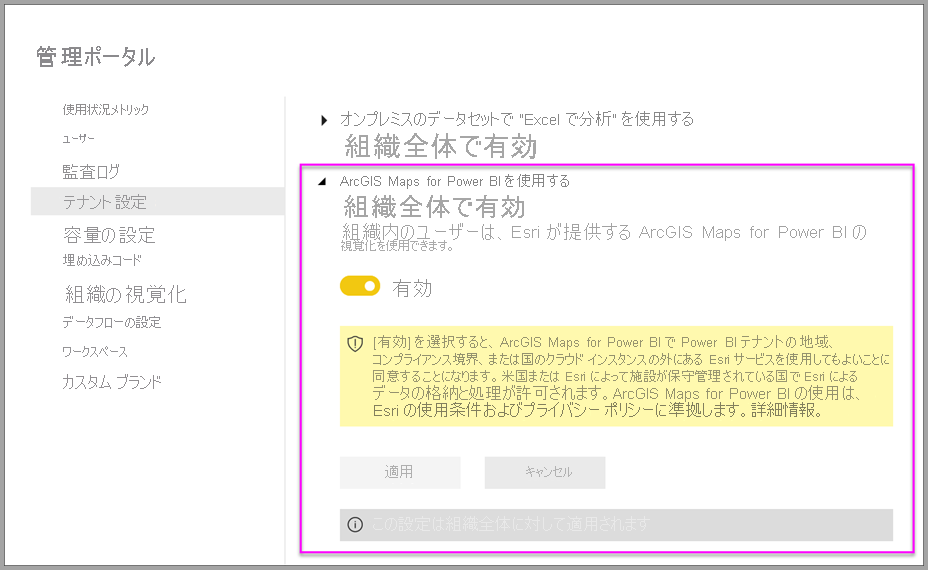 管理ポータル
使用状況メトリック
ユーザー
監査ログ
テナント設定
容量の設定
埋め込みコード
組織の視覚化
データフローの設定
ワークスペース
カスタム ブランド
オンプレミスのデータセットで "Excel で分析" を使用する
組織全体で有効
ArcGIS Maps for Power BIを使用する
組織全体で有効
組織内のユーザーは、Esri が提供する ArcGIS Maps for Power BI の
視覚化を使用できます。
有効
[有効] を選択すると、ArcGIS Maps for Power BI で Power BI テナントの 地域、
コンプライアンス境界、または国のクラウド インスタンスの外にある Esri サービスを使用してもよいことに
同意することになります。米国または Esri によって施設が保守管理されている国で Esri による
データの格納と処理が許可されます。ArcGIS Maps for Power BI の使用は、
Esri の使用条件およびプライバシー ポリシーに準拠します。詳細情報。
適用
キャンセル
この設定は組織全体に対して適用されます